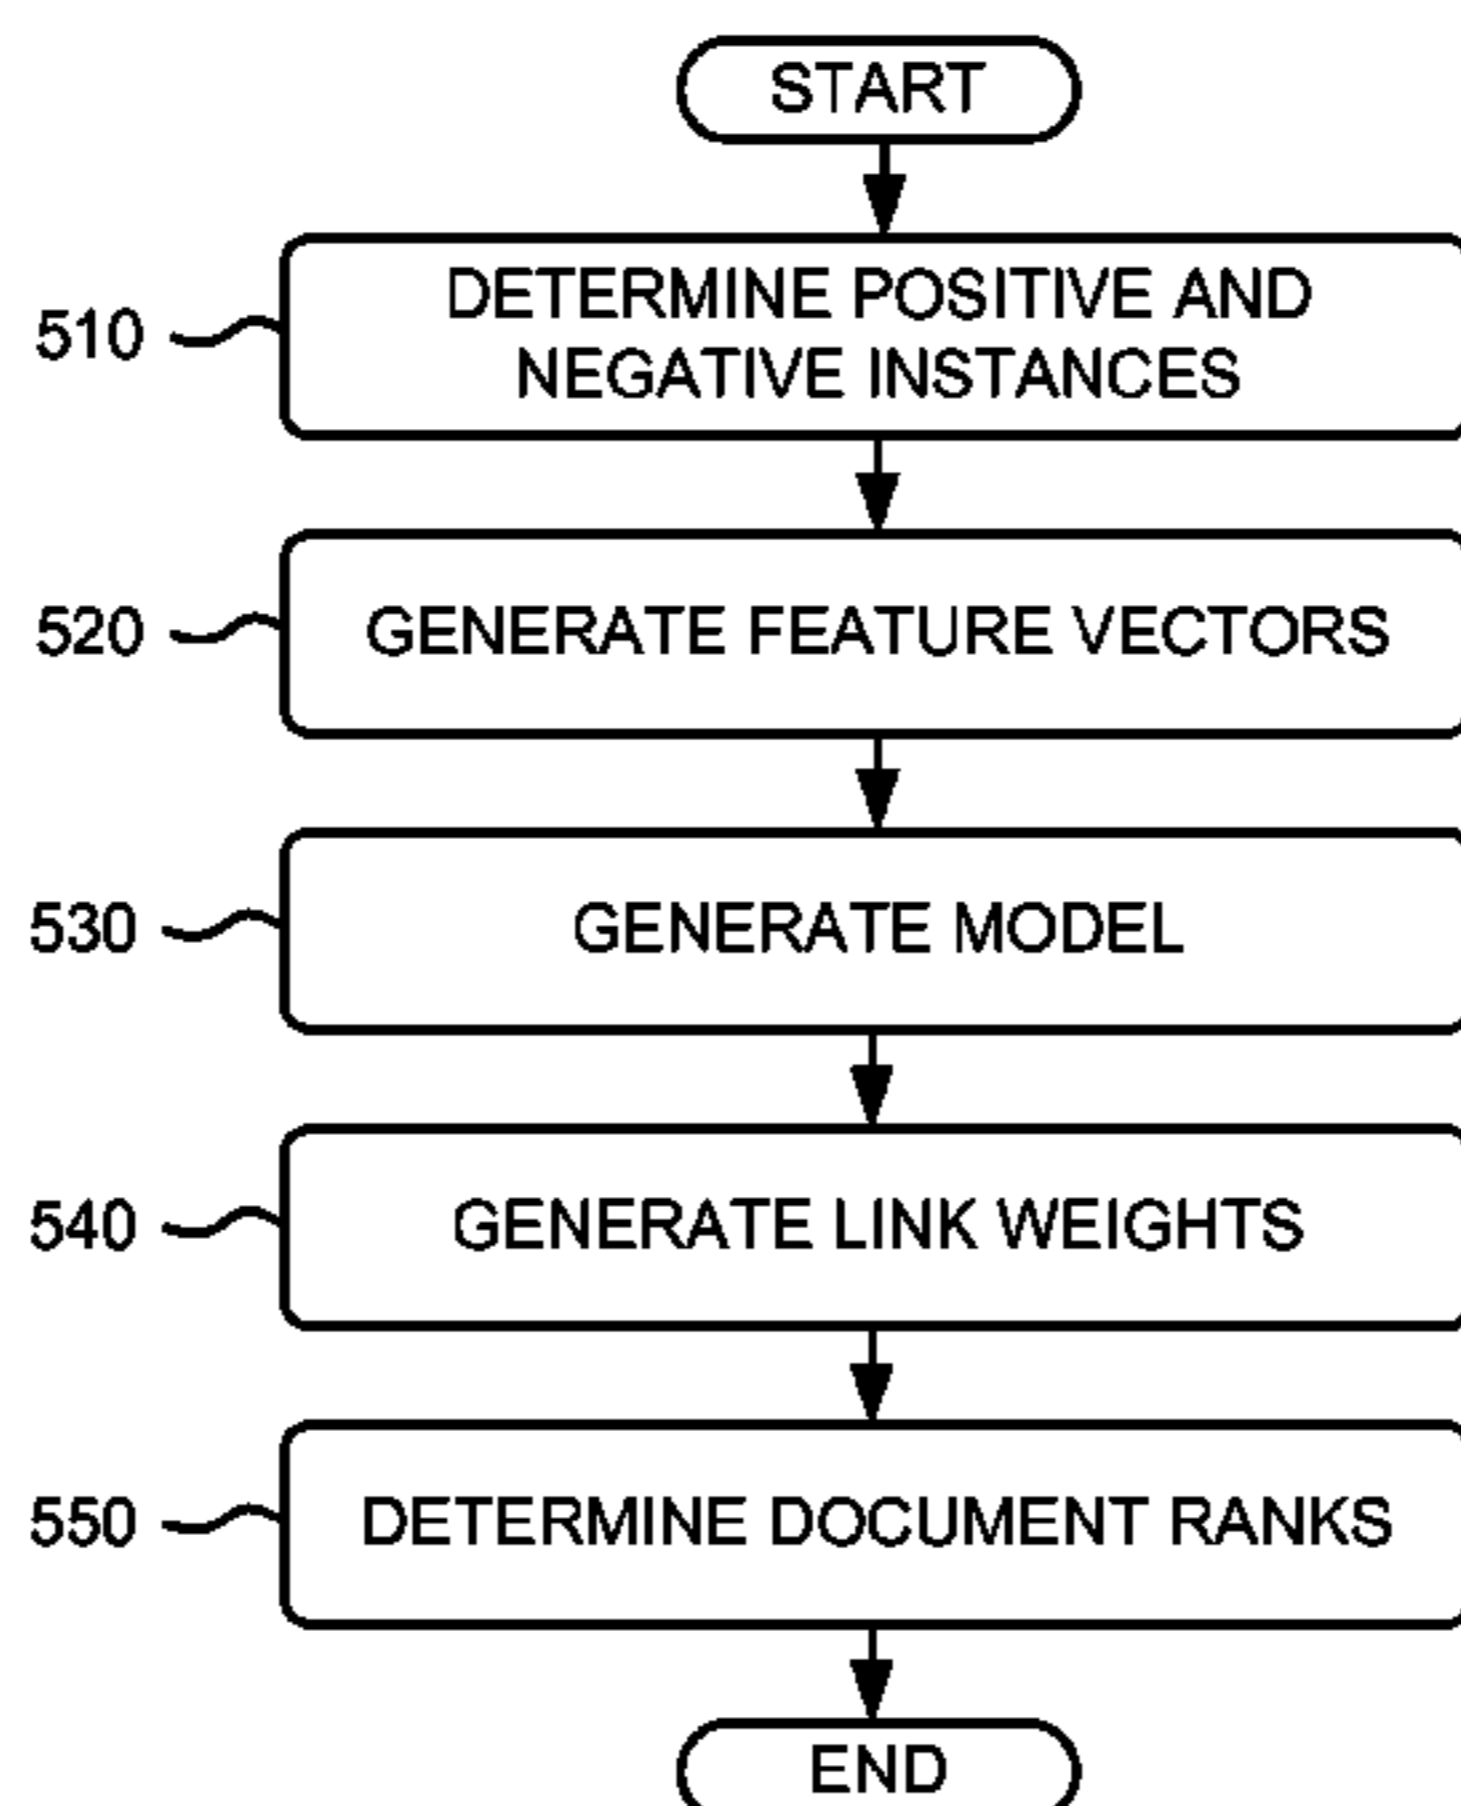 START
510
DETERMINE POSITIVE AND
NEGATIVE INSTANCES
520
GENERATE FEATURE VECTORS
530
GENERATE MODEL
540
GENERATE LINK WEIGHTS
550
DETERMINE DOCUMENT RANKS
END